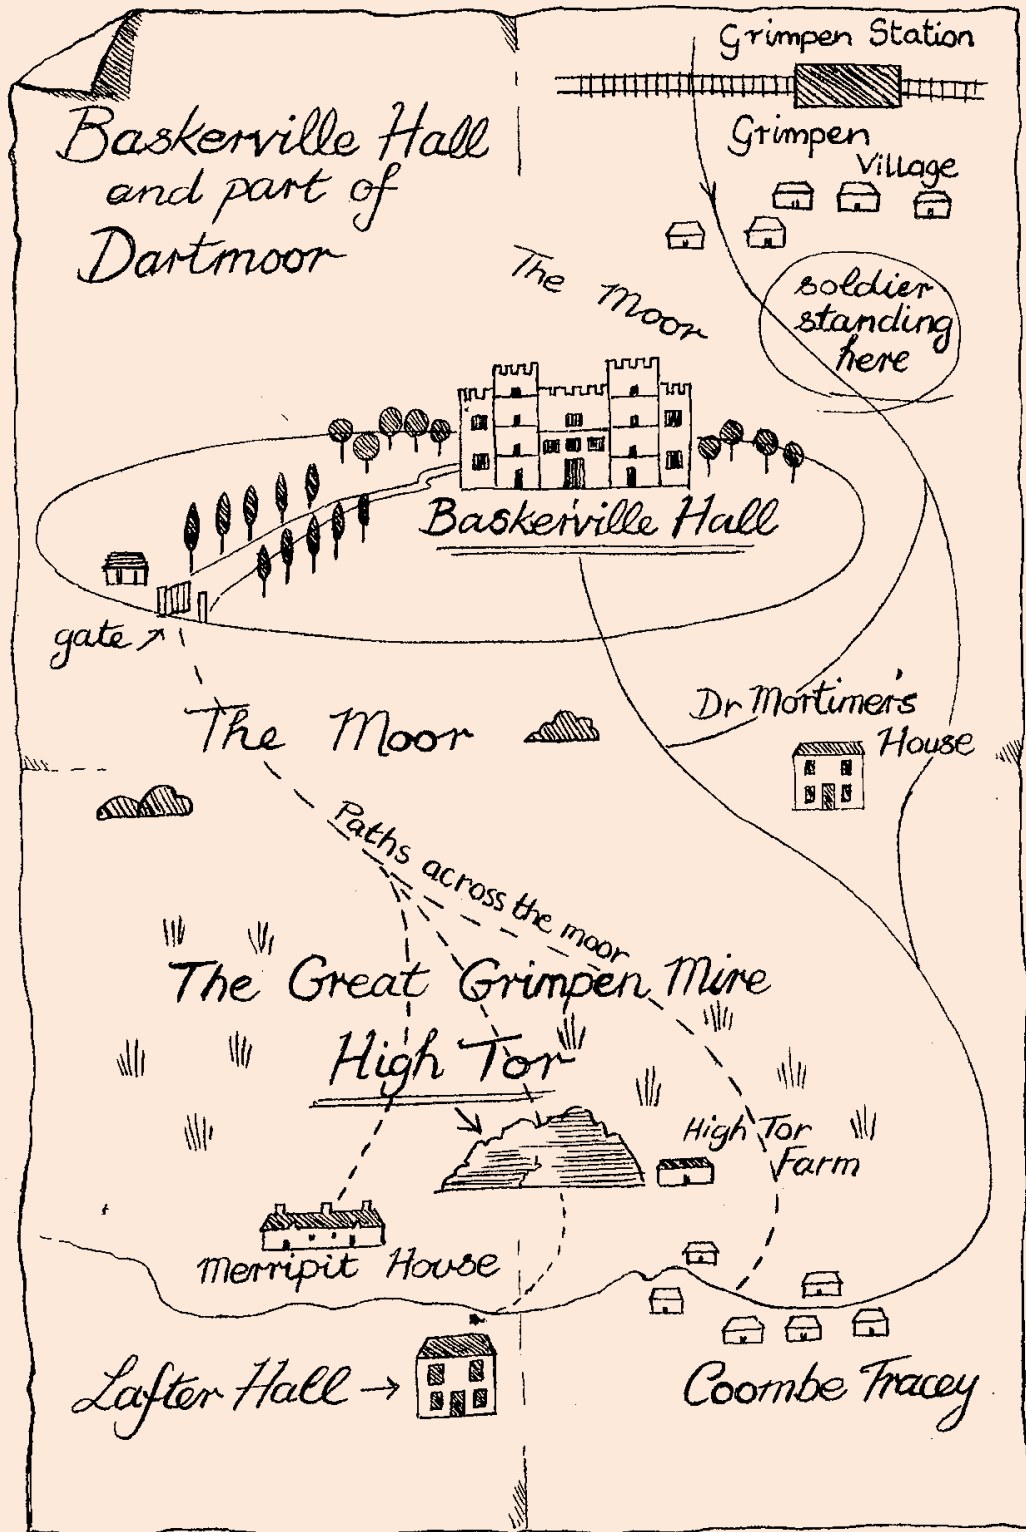 Grimpen Station
Baskerville Hall
and part of
Dartmoor
Grimpen
Village
The Moor
soldier
standing
here
Baskerville Hall
gate
The Moor
Dr Mortimer's
House
Paths across the moor
The Great Grimpen Mire
High Tor
High Tor
Farm
Merripit House
Lafter Hall
Coombe Tracey